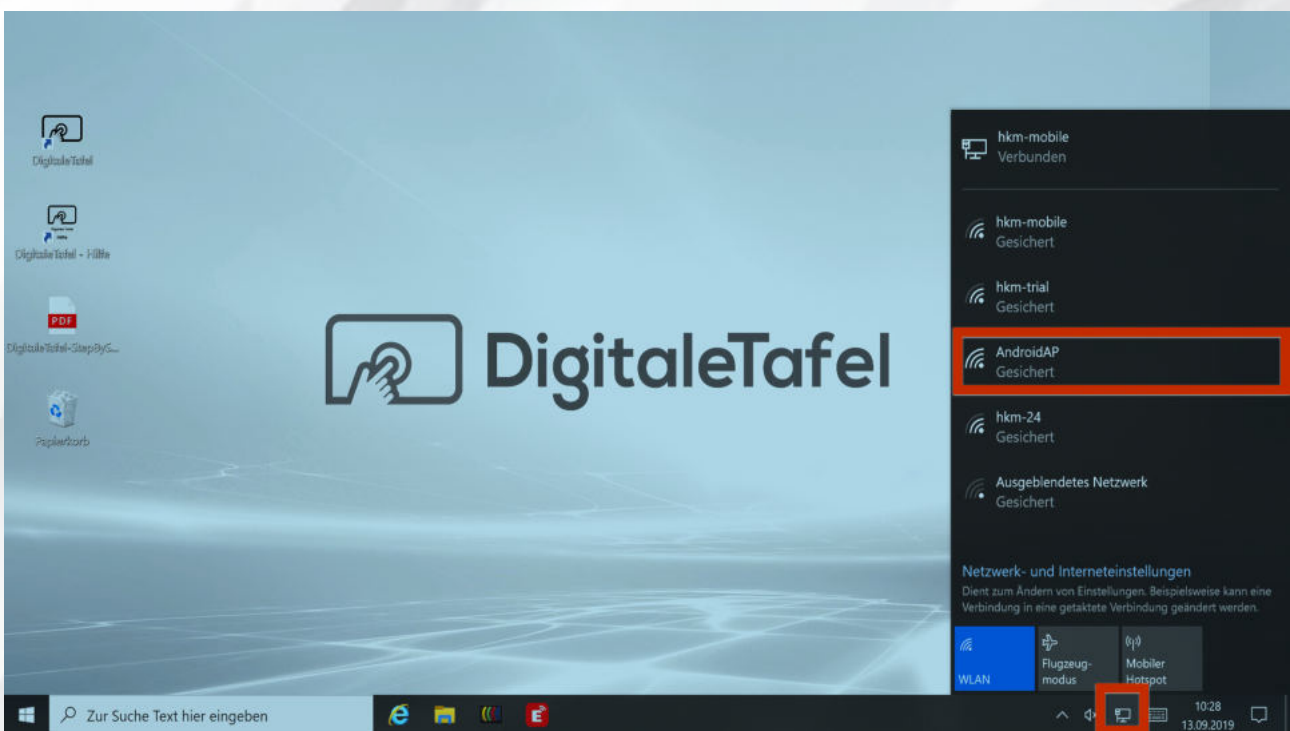 DigitaleTafel
DigitaleTafel - Hilfe
PDF
DigitaleTafel-StepByS...
Papierkorb
DigitaleTafel
hkm-mobile
Verbunden
hkm-mobile
Gesichert
hkm-trial
Gesichert
AndroidAP
Gesichert
hkm-24
Gesichert
Ausgeblendetes Netzwerk
Gesichert
Netzwerk- und Interneteinstellungen
Dient zum Ändern von Einstellungen. Beispielsweise kann eine
Verbindung in eine getaktete Verbindung geändert werden.
WLAN
Flugzeug-
modus
Mobiler
Hotspot
Zur Suche Text hier eingeben
10:28
13.09.2019